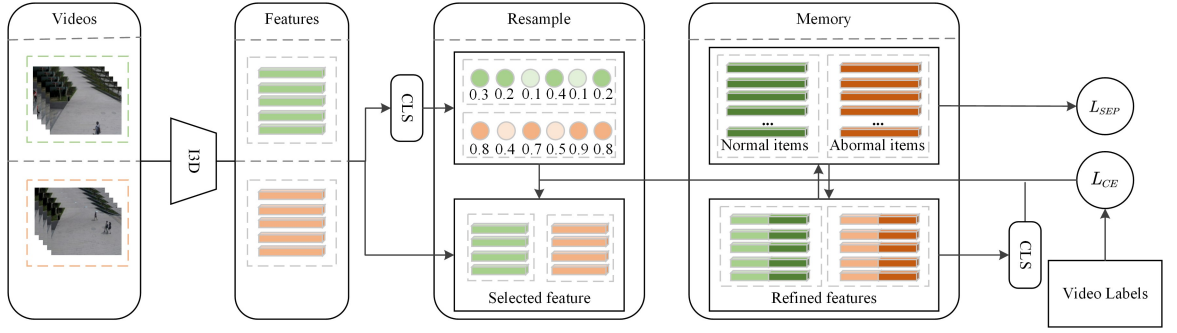 Videos
Features
Resample
Memory
I3D
CLS
0.3 0.2 0.1 0.4 0.1 0.2
0.8 0.4 0.7 0.5 0.9 0.8
Selected feature
...
...
Normal items
Abormal items
Refined features
CLS
L_SEP
L_CE
Video Labels